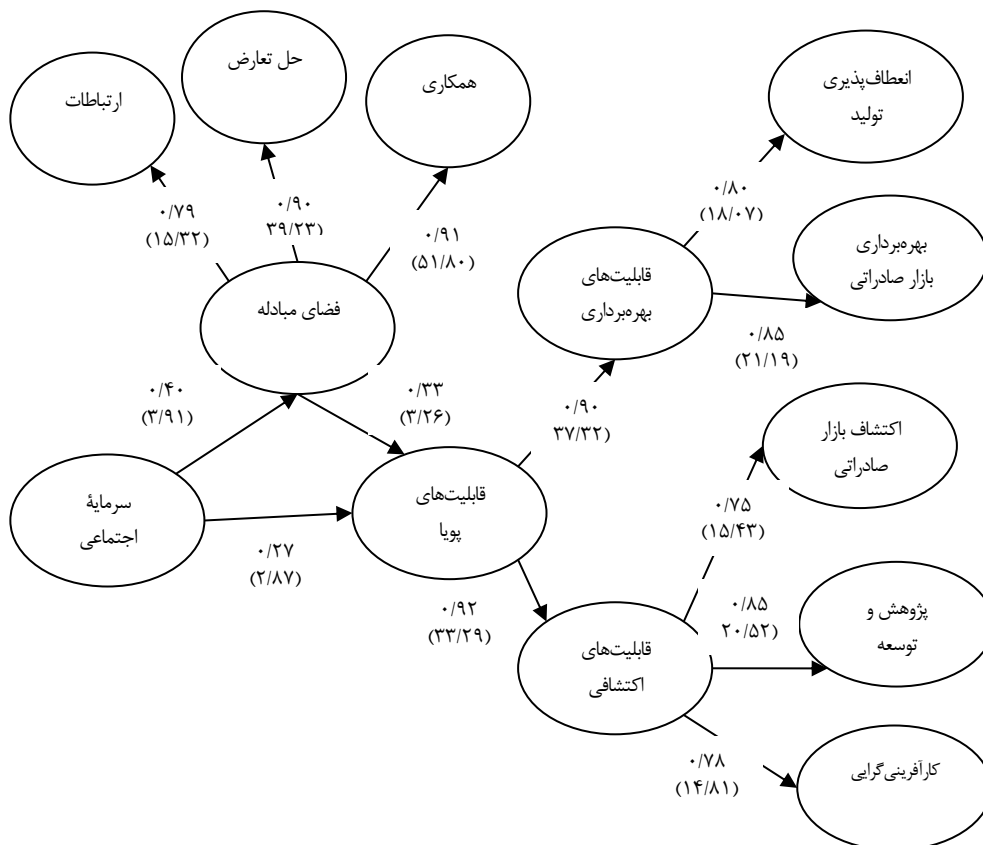 حل تعارض
همکاری
ارتباطات
انعطاف‌پذیری
تولید
۰/۷۹
(۱۵/۳۲)
۰/۹۰
۳۹/۲۳)
۰/۹۱
(۵۱/۸۰)
۰/۸۰
(۱۸/۰۷)
بهره‌برداری
بازار صادراتی
قابلیت‌های
بهره‌برداری
فضای مبادله
۰/۸۵
(۲۱/۱۹)
۰/۴۰
(۳/۹۱)
۰/۳۳
(۳/۲۶)
۰/۹۰
۳۷/۳۲)
اکتشاف بازار
صادراتی
سرمایۀ
اجتماعی
قابلیت‌های
پویا
۰/۷۵
(۱۵/۴۳)
۰/۲۷
(۲/۸۷)
۰/۹۲
(۳۳/۲۹)
۰/۸۵
۲۰/۵۲)
پژوهش و
توسعه
قابلیت‌های
اکتشافی
۰/۷۸
(۱۴/۸۱)
کارآفرینی‌گرایی